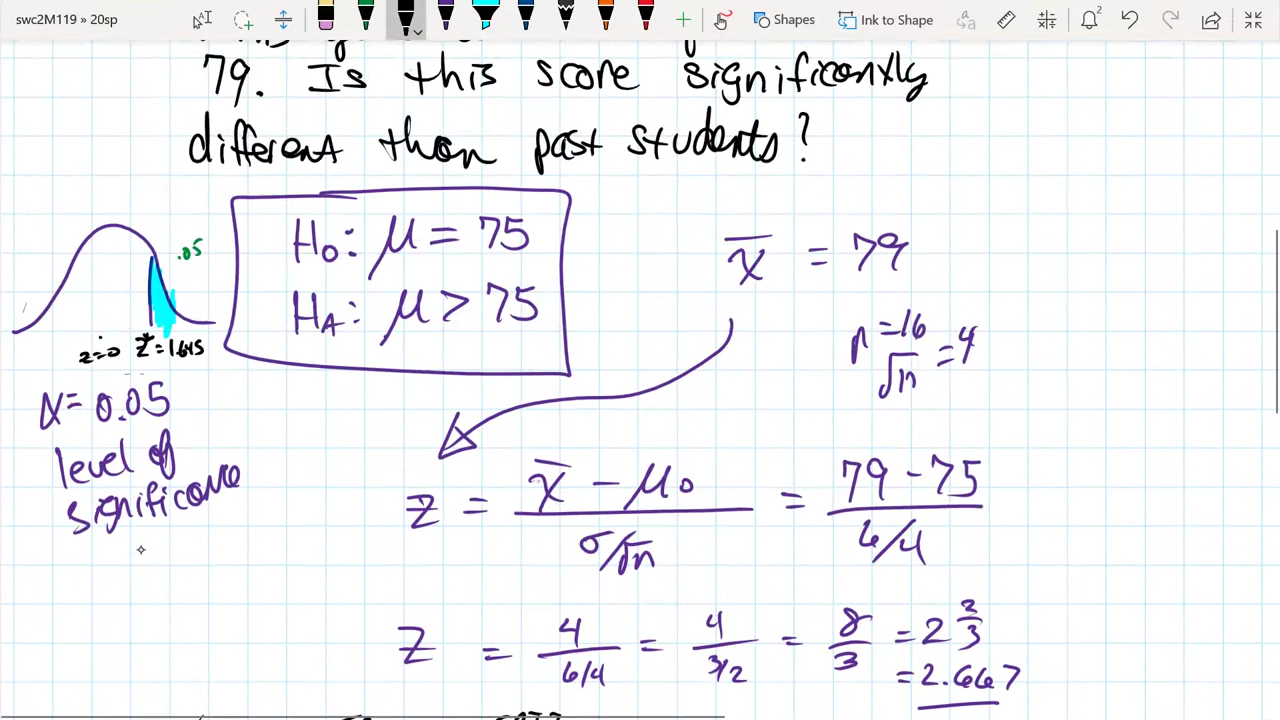 swc2M119 » 20sp
Shapes
Ink to Shape
2
79. Is this score significantly
different than past students?
.05
z=0 z*=1.645
α = 0.05
level of
significance
H₀: μ = 75
H_A: μ > 75
x̄ = 79
n = 16
√n = 4
z = x̄ - μ₀ / σ/√n = 79 - 75 / 6/4
z = 4 / 6/4 = 4 / 3/2 = 8/3 = 2 2/3
= 2.667